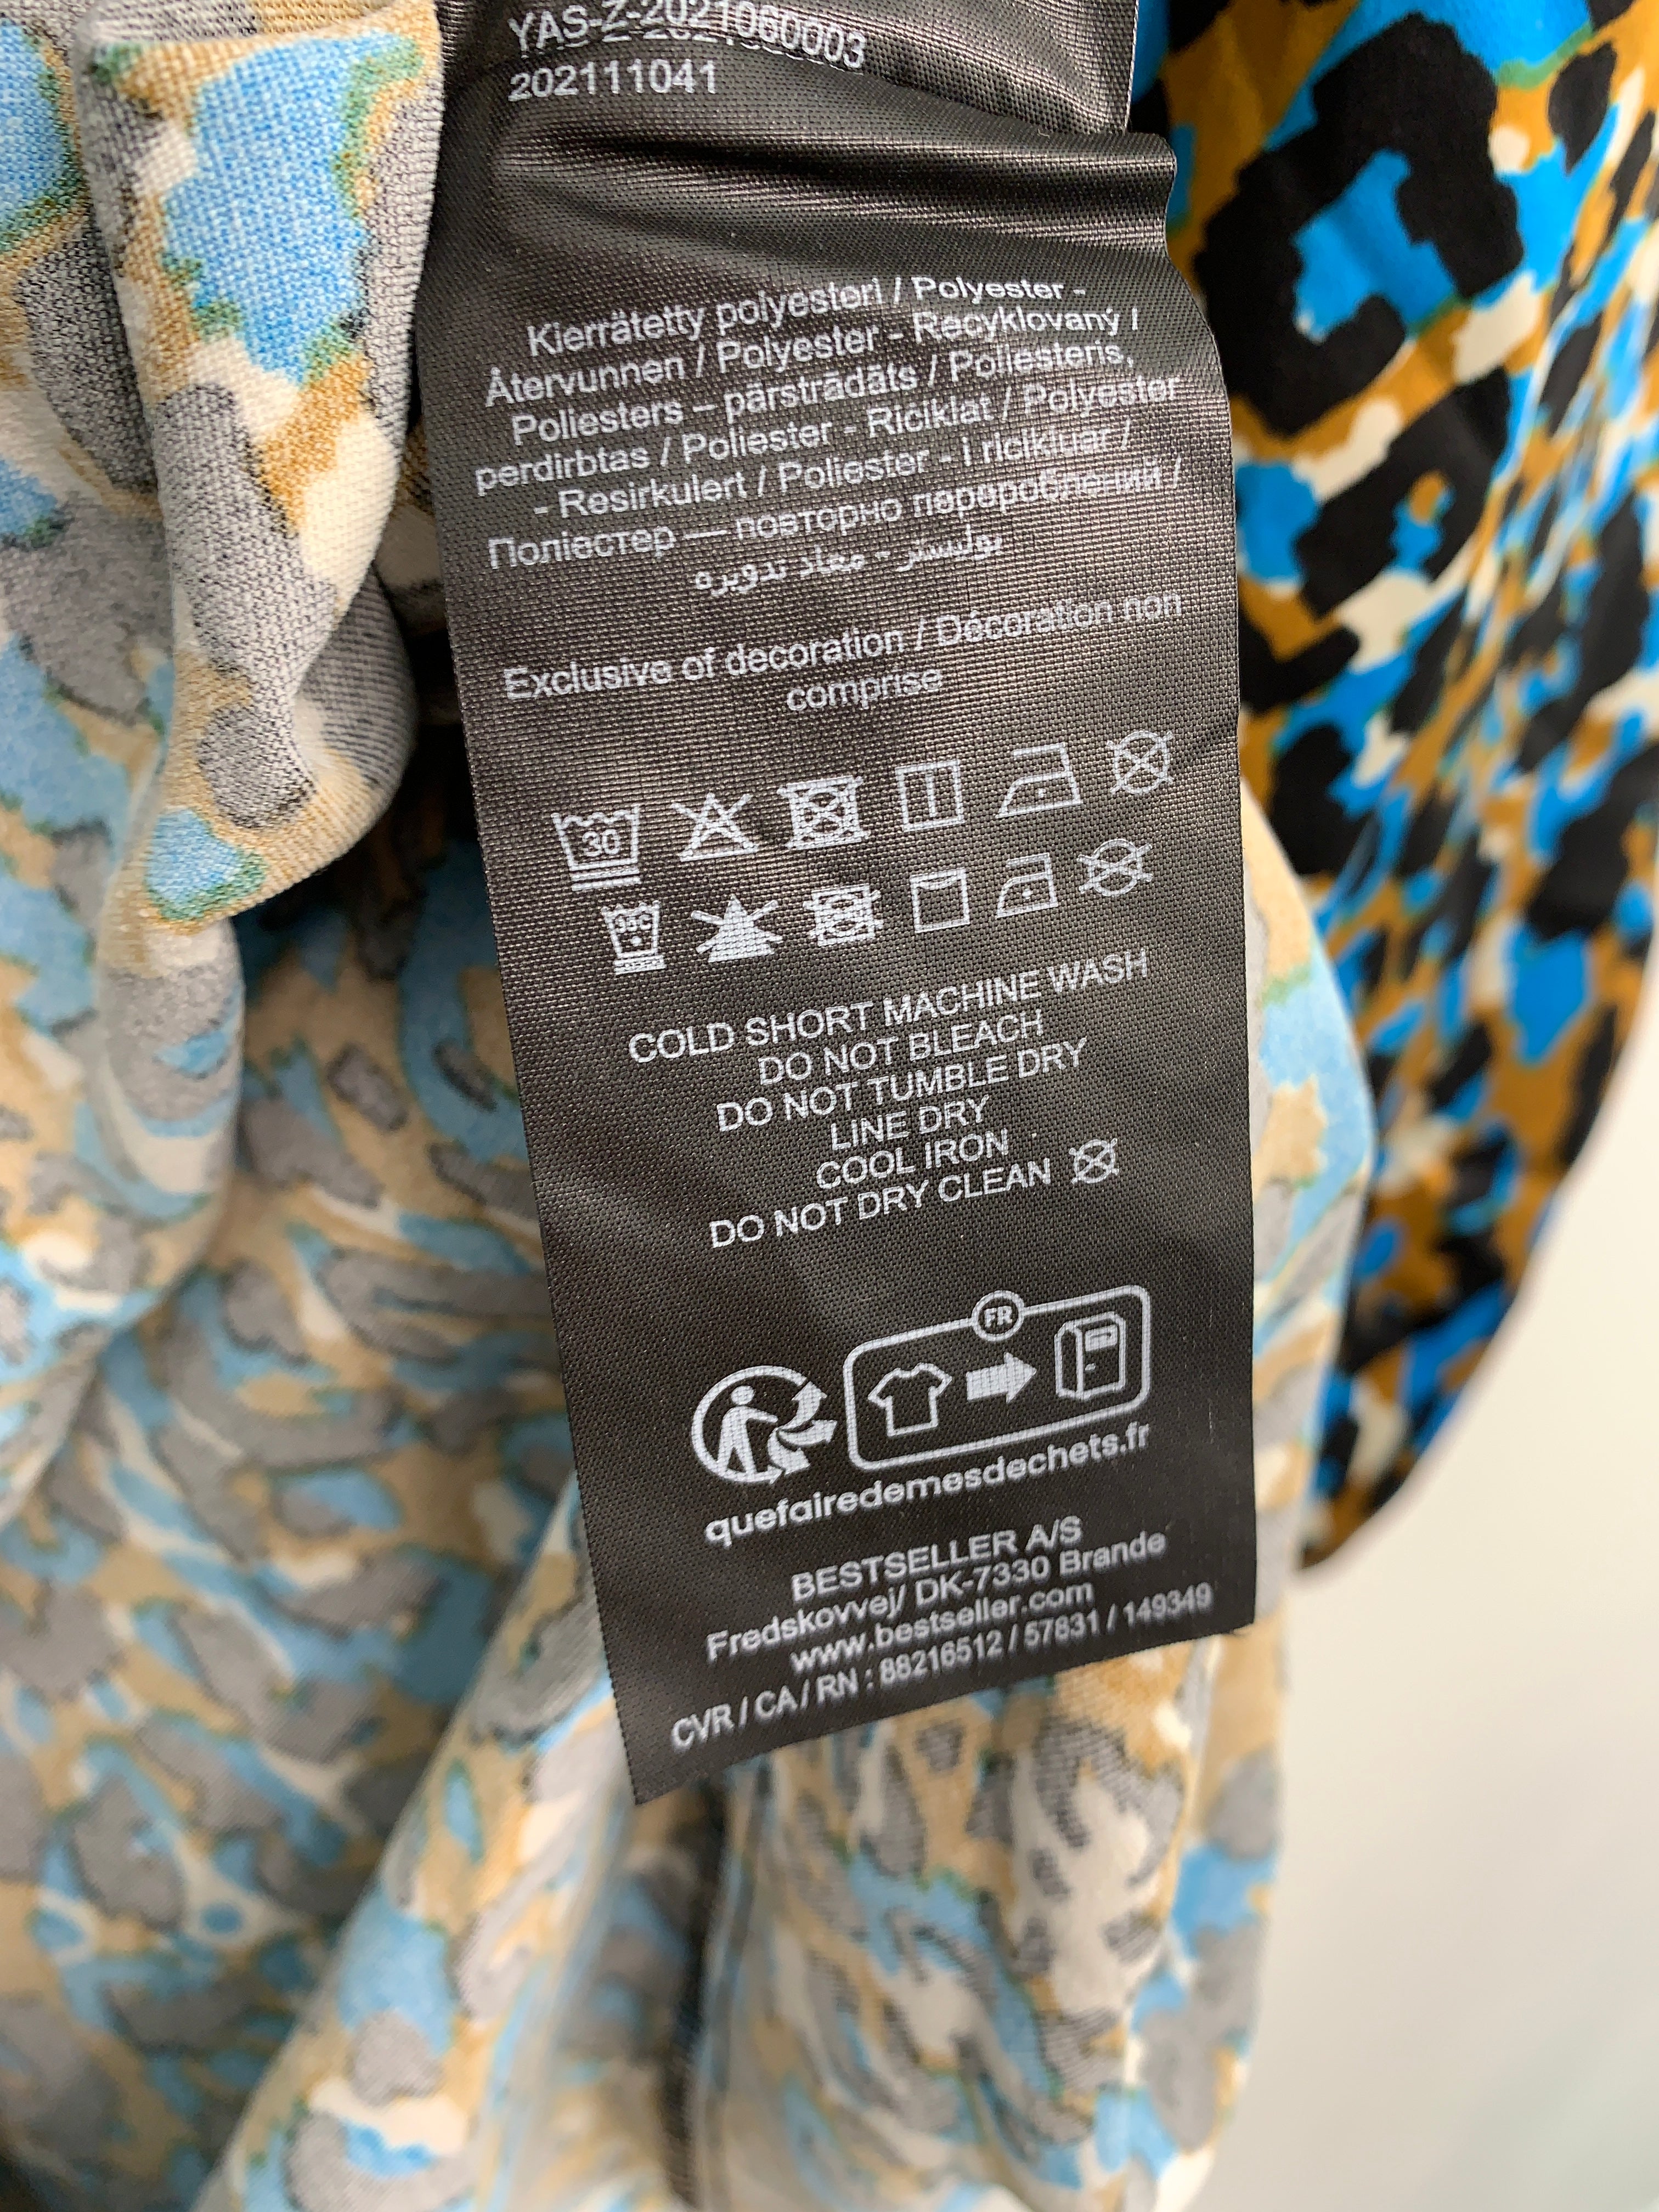 YAS-Z-2021060003
202111041
Kierrätetty polyesteri / Polyester -
Återvunnen / Polyester - Recyklovaný /
Poliesters – pārstrādāts / Poliesteris,
perdirbtas / Poliester - Riciklat / Polyester
- Resirkulert / Poliester - i ricikluar /
Поліестер — повторно перероблений /
بوليستر - معاد تدويره
Exclusive of decoration / Décoration non
comprise
30
30°C
COLD SHORT MACHINE WASH
DO NOT BLEACH
DO NOT TUMBLE DRY
LINE DRY
COOL IRON
DO NOT DRY CLEAN
FR
quefairedemesdechets.fr
BESTSELLER A/S
Fredskovvej/ DK-7330 Brande
www.bestseller.com
CVR / CA / RN : 88216512 / 57831 / 149349